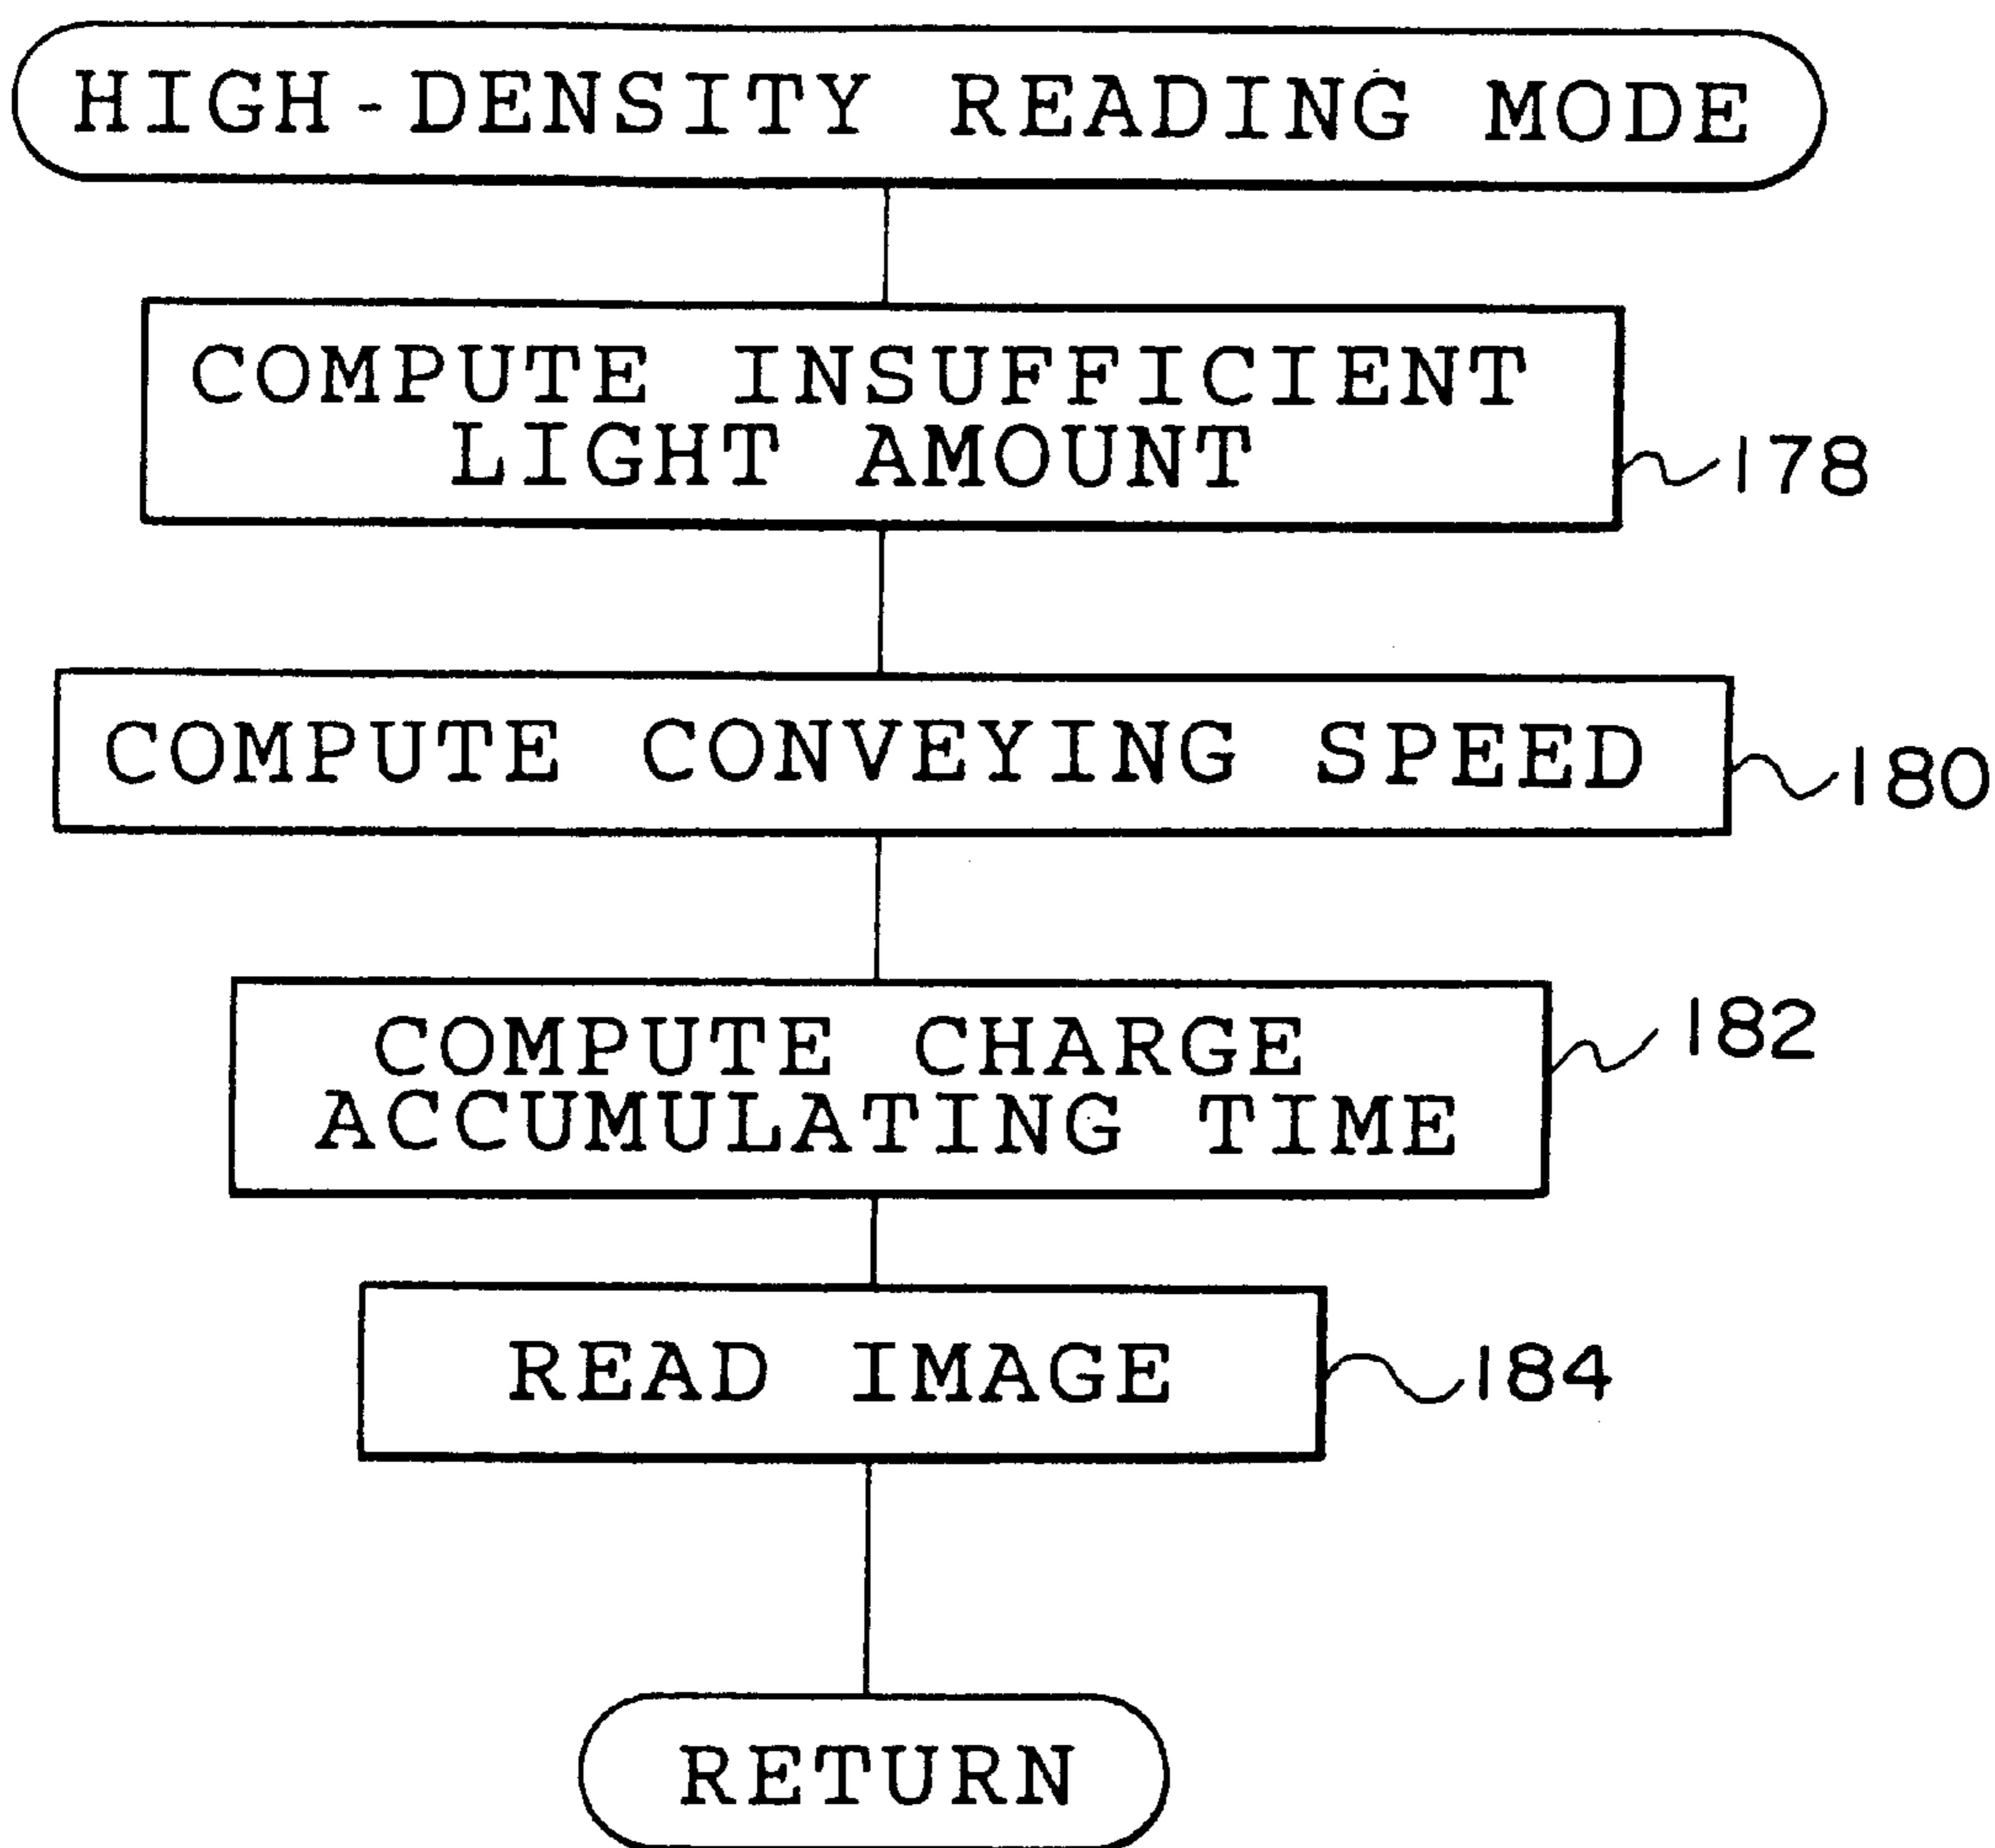 HIGH-DENSITY READING MODE
COMPUTE INSUFFICIENT
LIGHT AMOUNT
178
COMPUTE CONVEYING SPEED
180
COMPUTE CHARGE
ACCUMULATING TIME
182
READ IMAGE
184
RETURN